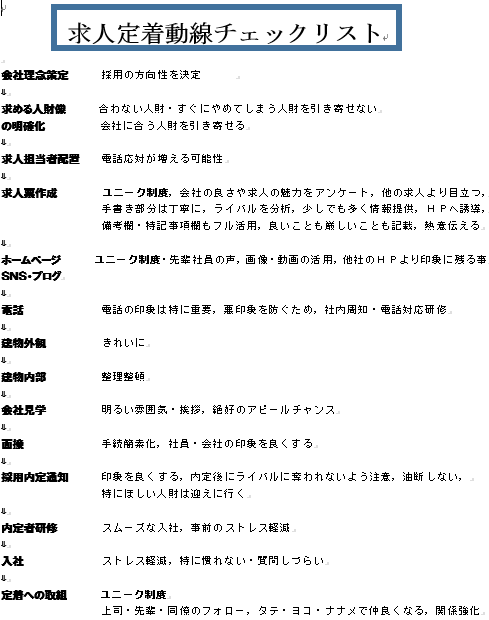 求人定着動線チェックリスト
会社理念策定 採用の方向性を決定
⇓
求める人財像 合わない人財・すぐにやめてしまう人財を引き寄せない
の明確化 会社に合う人財を引き寄せる
⇓
求人担当者配置 電話応対が増える可能性
⇓
求人票作成 ユニーク制度，会社の良さや求人の魅力をアンケート，他の求人より目立つ，
手書き部分は丁寧に，ライバルを分析，少しでも多く情報提供，ＨＰへ誘導，
備考欄・特記事項欄もフル活用，良いことも厳しいことも記載，熱意伝える
⇓
ホームページ ユニーク制度・先輩社員の声，画像・動画の活用，他社のＨＰより印象に残る事
SNS・ブログ
⇓
電話 電話の印象は特に重要，悪印象を防ぐため，社内周知・電話対応研修
⇓
建物外観 きれいに
⇓
建物内部 整理整頓
⇓
会社見学 明るい雰囲気・挨拶，絶好のアピールチャンス
⇓
面接 手続簡素化，社員・会社の印象を良くする
⇓
採用内定通知 印象を良くする，内定後にライバルに奪われないよう注意，油断しない，
特にほしい人財は迎えに行く
⇓
内定者研修 スムーズな入社，事前のストレス軽減
⇓
入社 ストレス軽減，特に慣れない・質問しづらい
⇓
定着への取組 ユニーク制度
上司・先輩・同僚のフォロー，タテ・ヨコ・ナナメで仲良くなる，関係強化